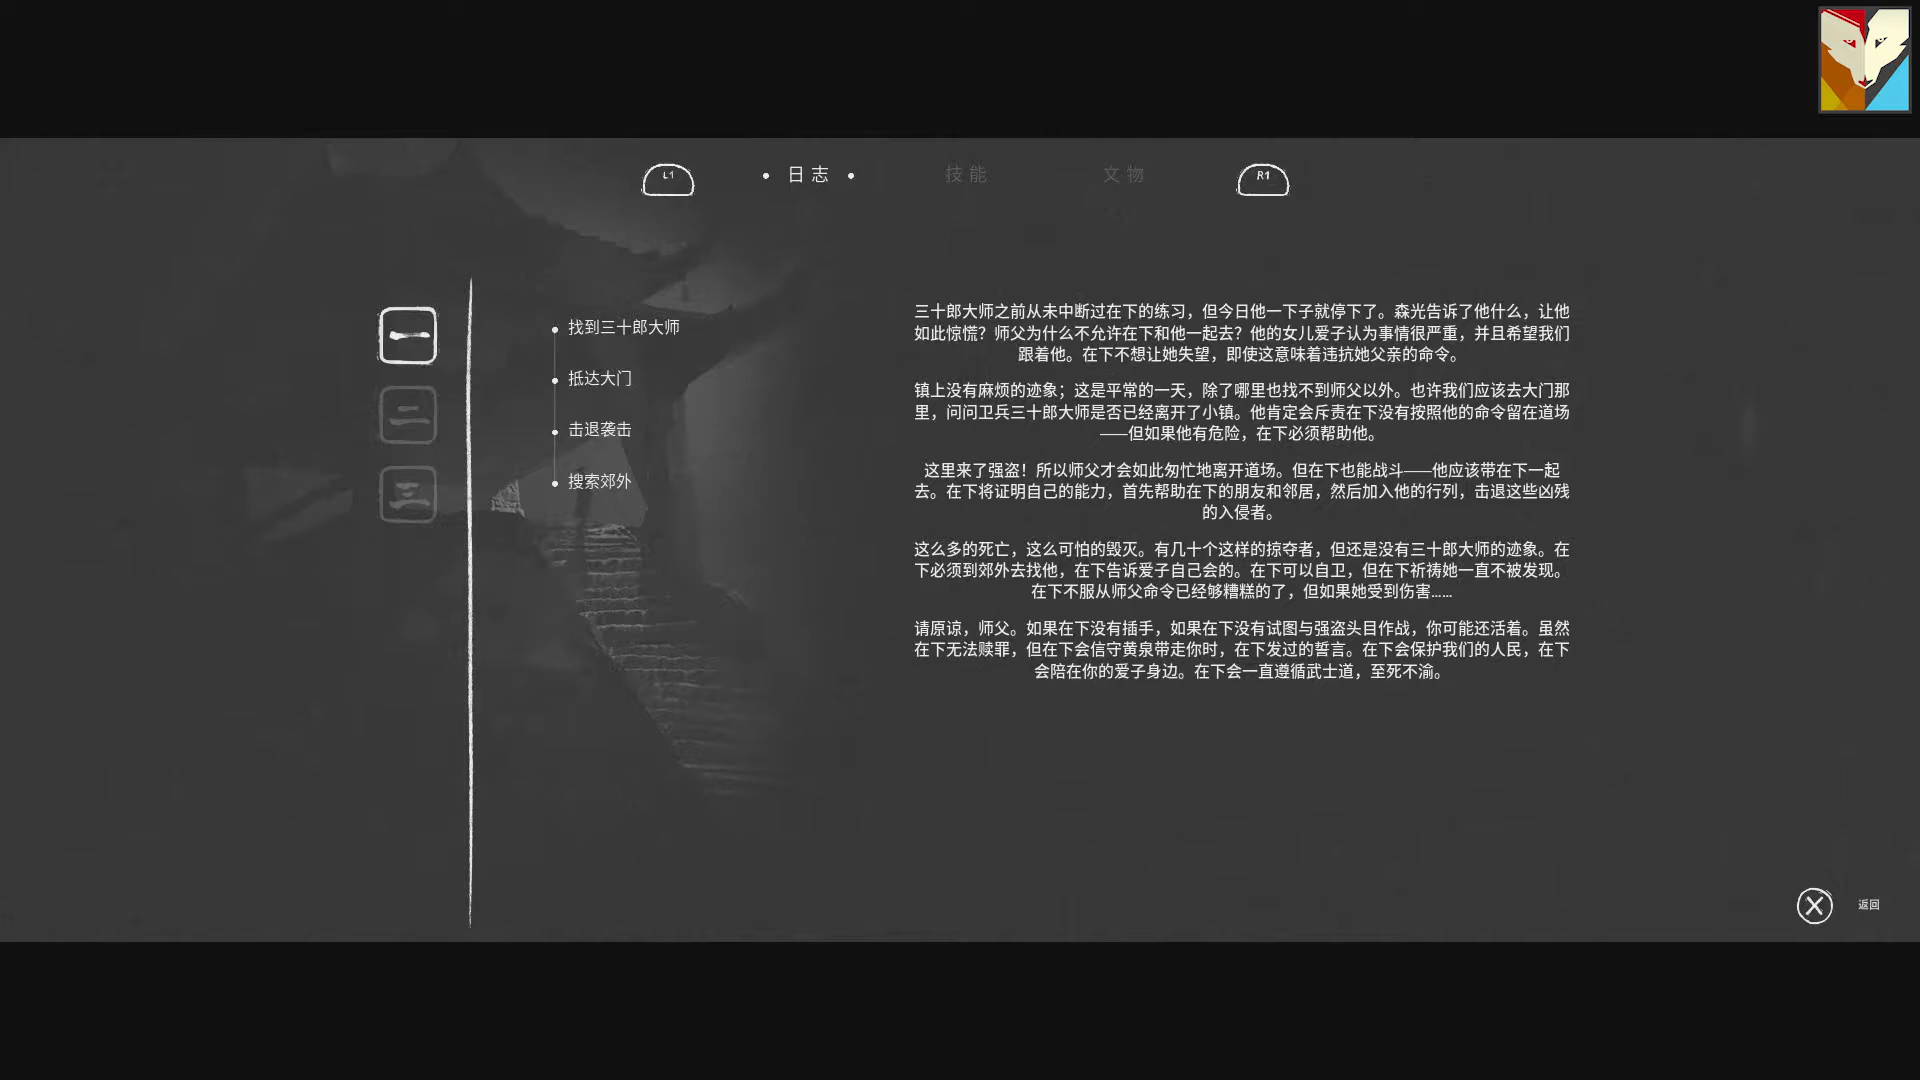 L1
日志
技能
文物
R1
一
二
三
找到三十郎大师
抵达大门
击退袭击
搜索郊外
三十郎大师之前从未中断过在下的练习，但今日他一下子就停下了。森光告诉了他什么，让他
如此惊慌？师父为什么不允许在下和他一起去？他的女儿爱子认为事情很严重，并且希望我们
跟着他。在下不想让她失望，即使这意味着违抗她父亲的命令。
镇上没有麻烦的迹象；这是平常的一天，除了哪里也找不到师父以外。也许我们应该去大门那
里，问问卫兵三十郎大师是否已经离开了小镇。他肯定会斥责在下没有按照他的命令留在道场
——但如果他有危险，在下必须帮助他。
这里来了强盗！所以师父才会如此匆忙地离开道场。但在下也能战斗——他应该带在下一起
去。在下将证明自己的能力，首先帮助在下的朋友和邻居，然后加入他的行列，击退这些凶残
的入侵者。
这么多的死亡，这么可怕的毁灭。有几十个这样的掠夺者，但还是没有三十郎大师的迹象。在
下必须到郊外去找他，在下告诉爱子自己会的。在下可以自卫，但在下祈祷她一直不被发现。
在下不服从师父命令已经够糟糕的了，但如果她受到伤害……
请原谅，师父。如果在下没有插手，如果在下没有试图与强盗头目作战，你可能还活着。虽然
在下无法赎罪，但在下会信守黄泉带走你时，在下发过的誓言。在下会保护我们的人民，在下
会陪在你的爱子身边。在下会一直遵循武士道，至死不渝。
返回